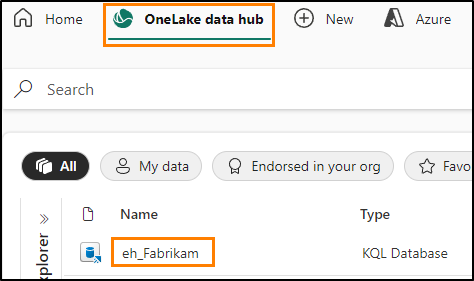 Home OneLake data hub New Azure
Search
All My data Endorsed in your org Favo
Name Type
eh_Fabrikam KQL Database
xplorer